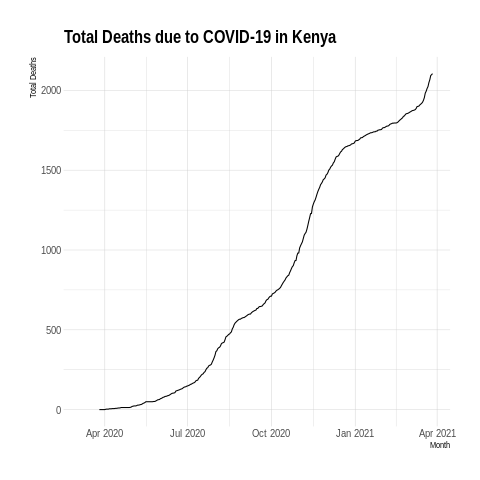 Total Deaths due to COVID-19 in Kenya
Total Deaths
2000
1500
1000
500
0
Apr 2020 Jul 2020 Oct 2020 Jan 2021 Apr 2021
Month